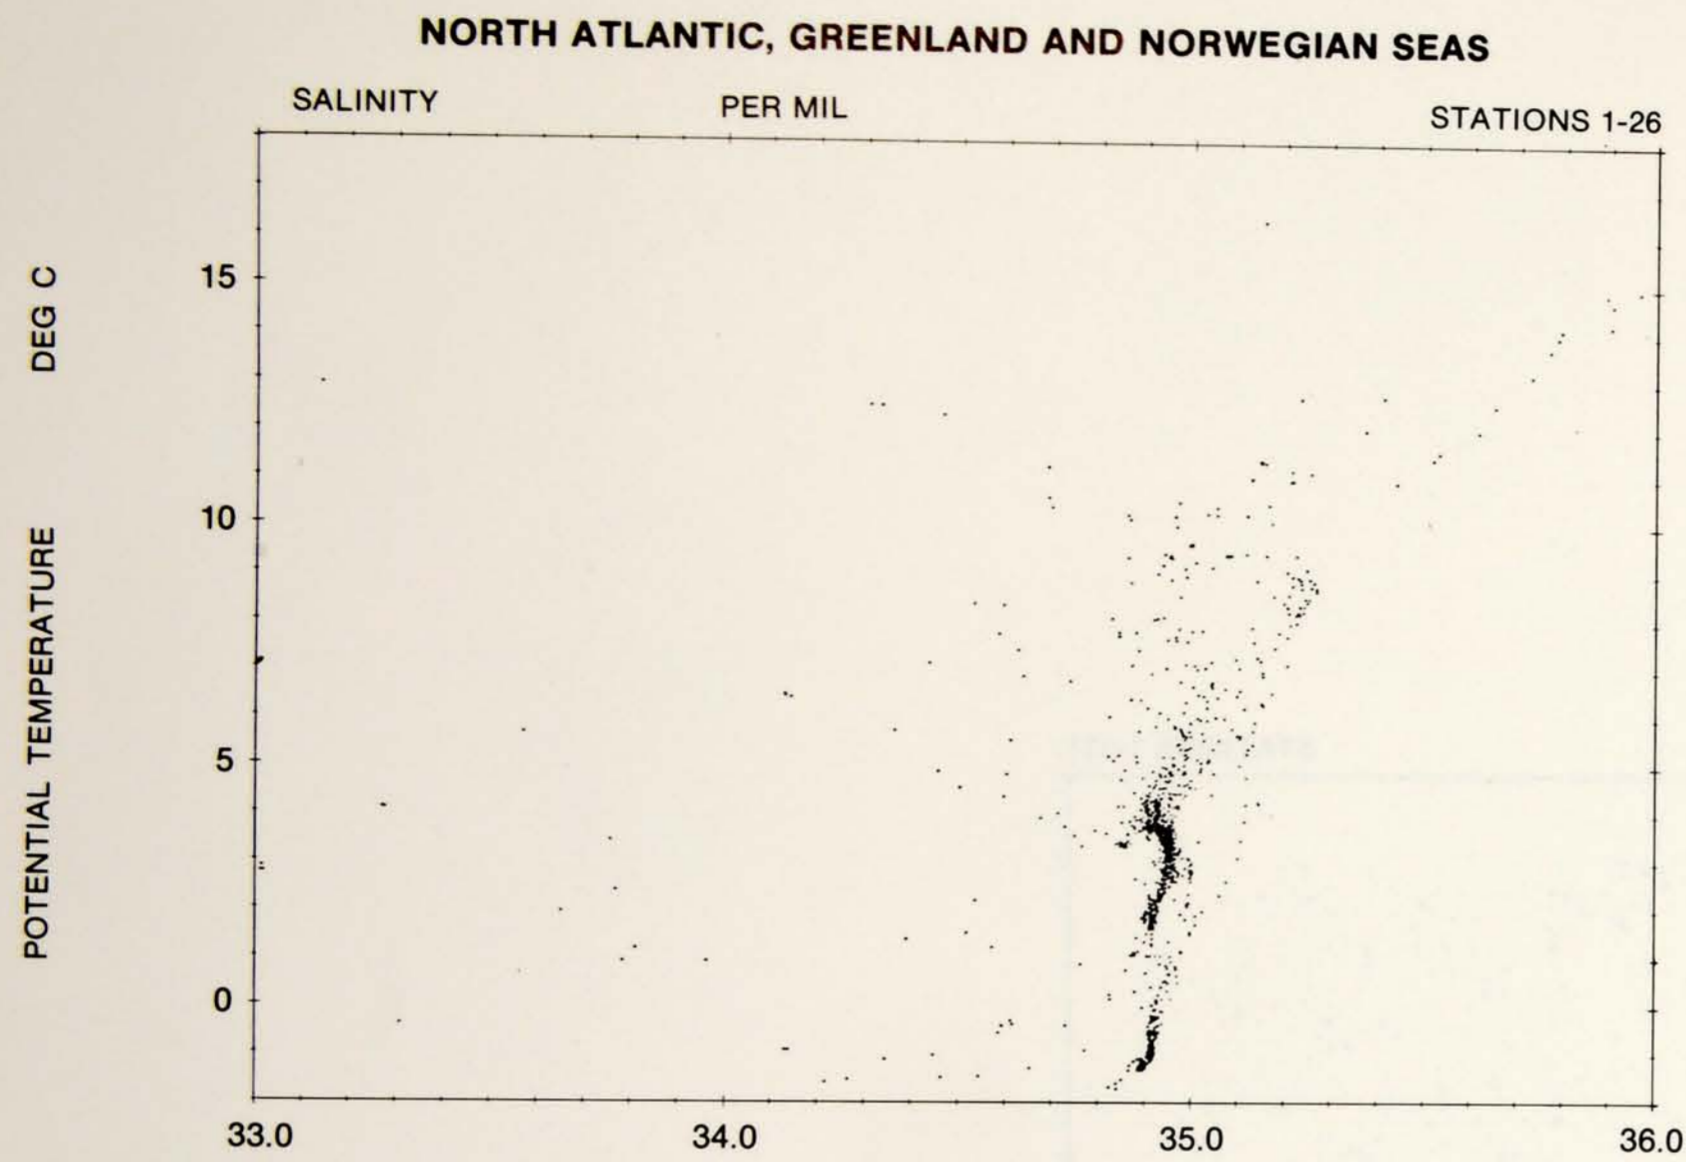 NORTH ATLANTIC, GREENLAND AND NORWEGIAN SEAS
SALINITY PER MIL STATIONS 1-26
POTENTIAL TEMPERATURE DEG C
15
10
5
0
33.0 34.0 35.0 36.0